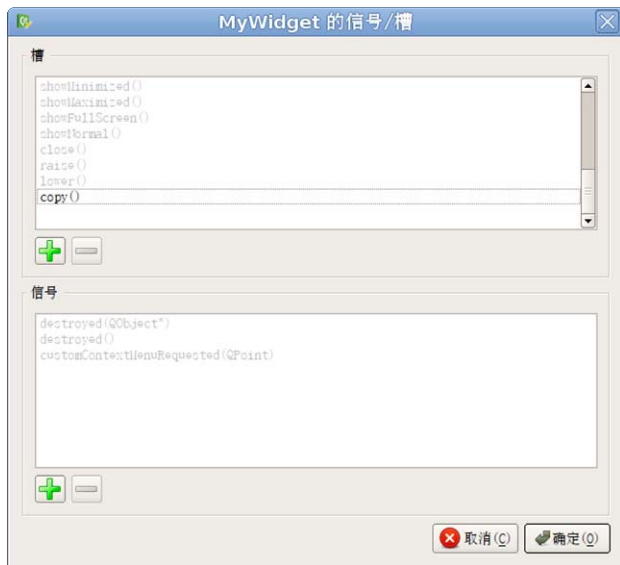 MyWidget 的信号/槽
槽
showMinimized()
showMaximized()
showFullScreen()
showNormal()
close()
raise()
lower()
copy()
信号
destroyed(QObject*)
destroyed()
customContextMenuRequested(QPoint)
取消(C)
确定(O)